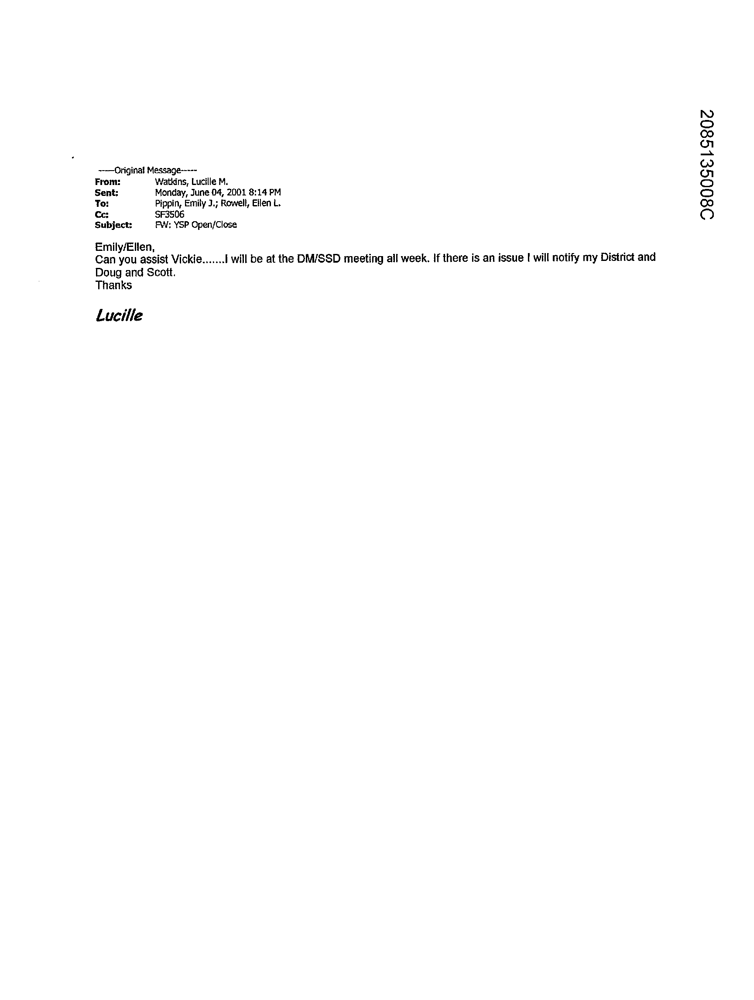 -----Original Message-----
From: Watkins, Lucille M.
Sent: Monday, June 04, 2001 8:14 PM
To: Pippin, Emily J.; Rowell, Ellen L.
Cc: SF3506
Subject: FW: YSP Open/Close
Emily/Ellen,
Can you assist Vickie.......I will be at the DM/SSD meeting all week. If there is an issue I will notify my District and
Doug and Scott.
Thanks
Lucille
2085135008C